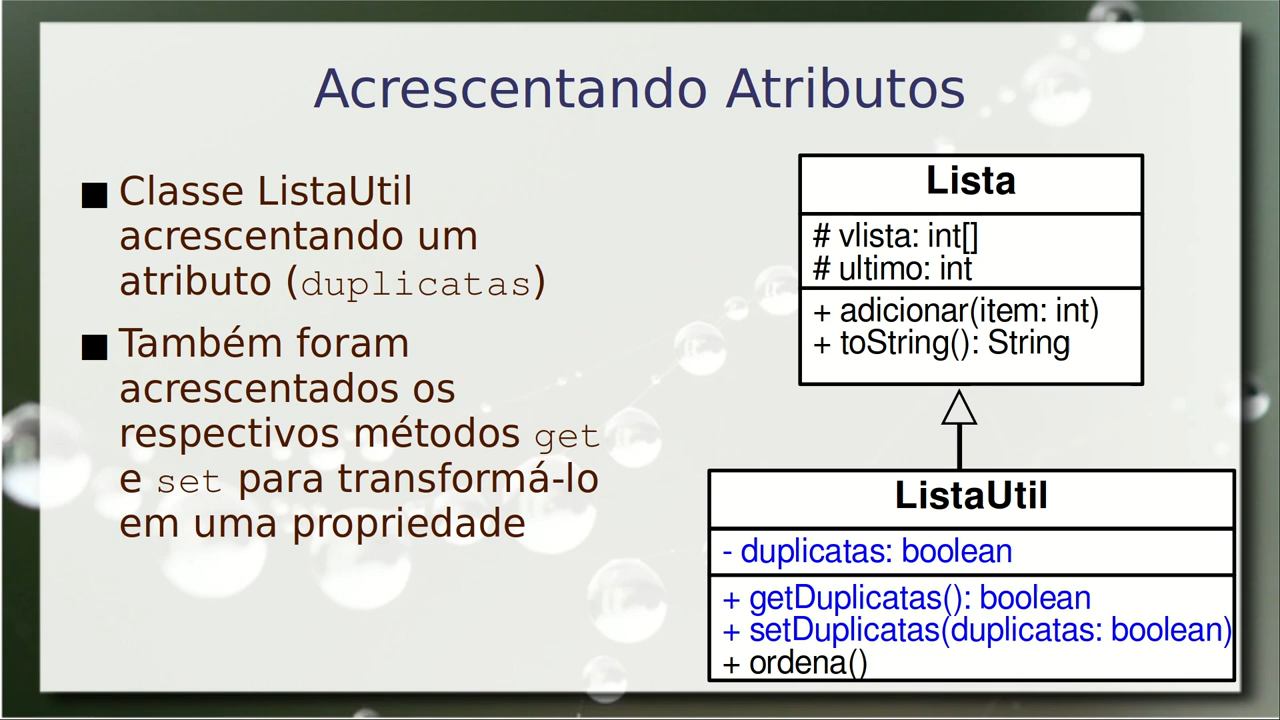 Acrescentando Atributos
■ Classe ListaUtil
acrescentando um
atributo (duplicatas)
■ Também foram
acrescentados os
respectivos métodos get
e set para transformá-lo
em uma propriedade
Lista
# vlista: int[]
# ultimo: int
+ adicionar(item: int)
+ toString(): String
ListaUtil
- duplicatas: boolean
+ getDuplicatas(): boolean
+ setDuplicatas(duplicatas: boolean)
+ ordena()